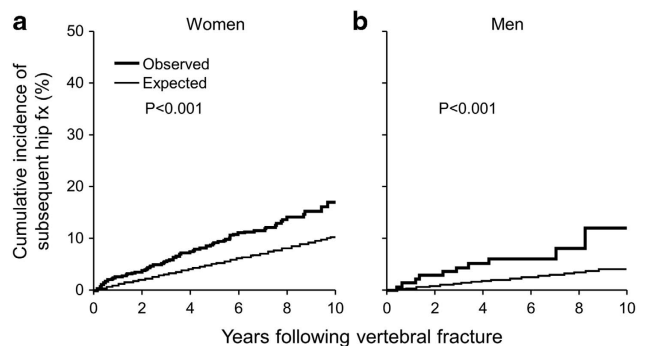 a
Women
b
Men
Cumulative incidence of
subsequent hip fx (%)
50
40
30
20
10
0
Observed
Expected
P<0.001
P<0.001
0 2 4 6 8 10
0 2 4 6 8 10
Years following vertebral fracture